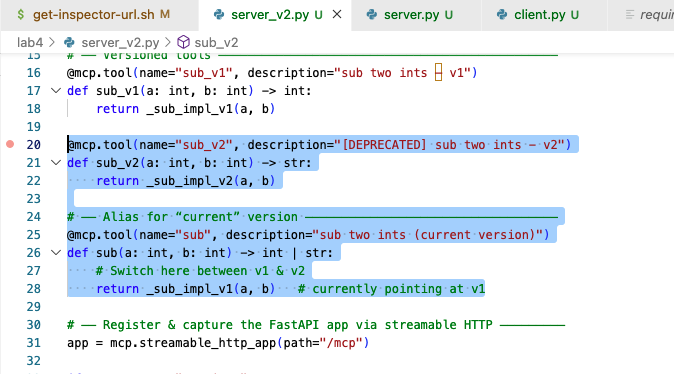 $ get-inspector-url.sh M server_v2.py U × server.py U client.py U requir
lab4 > server_v2.py > sub_v2
15 # —— Versioned tools ——————————————————————————
16 @mcp.tool(name="sub_v1", description="sub two ints – v1")
17 def sub_v1(a: int, b: int) -> int:
18     return _sub_impl_v1(a, b)
19
20 @mcp.tool(name="sub_v2", description="[DEPRECATED] sub two ints - v2")
21 def sub_v2(a: int, b: int) -> str:
22     return _sub_impl_v2(a, b)
23
24 # —— Alias for “current” version ——————————————————————————
25 @mcp.tool(name="sub", description="sub two ints (current version)")
26 def sub(a: int, b: int) -> int | str:
27     # Switch here between v1 & v2
28     return _sub_impl_v1(a, b)   # currently pointing at v1
29
30 # —— Register & capture the FastAPI app via streamable HTTP ———————
31 app = mcp.streamable_http_app(path="/mcp")
32